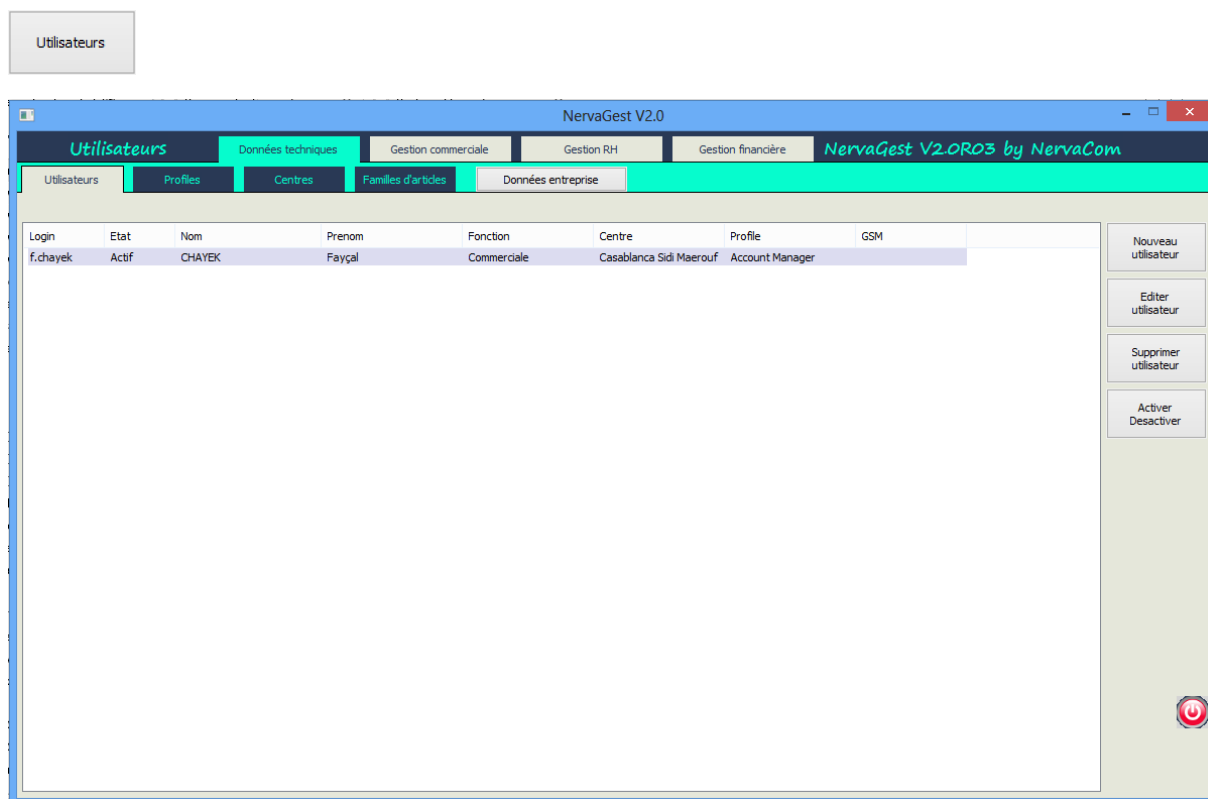 Utilisateurs
NervaGest V2.0
Utilisateurs Données techniques Gestion commerciale Gestion RH Gestion financière NervaGest V2.0R03 by NervaCom
Utilisateurs Profiles Centres Familles d'articles Données entreprise
Login Etat Nom Prenom Fonction Centre Profile GSM
f.chayek Actif CHAYEK Fayçal Commerciale Casablanca Sidi Maerouf Account Manager
Nouveau
utilisateur
Editer
utilisateur
Supprimer
utilisateur
Activer
Desactiver